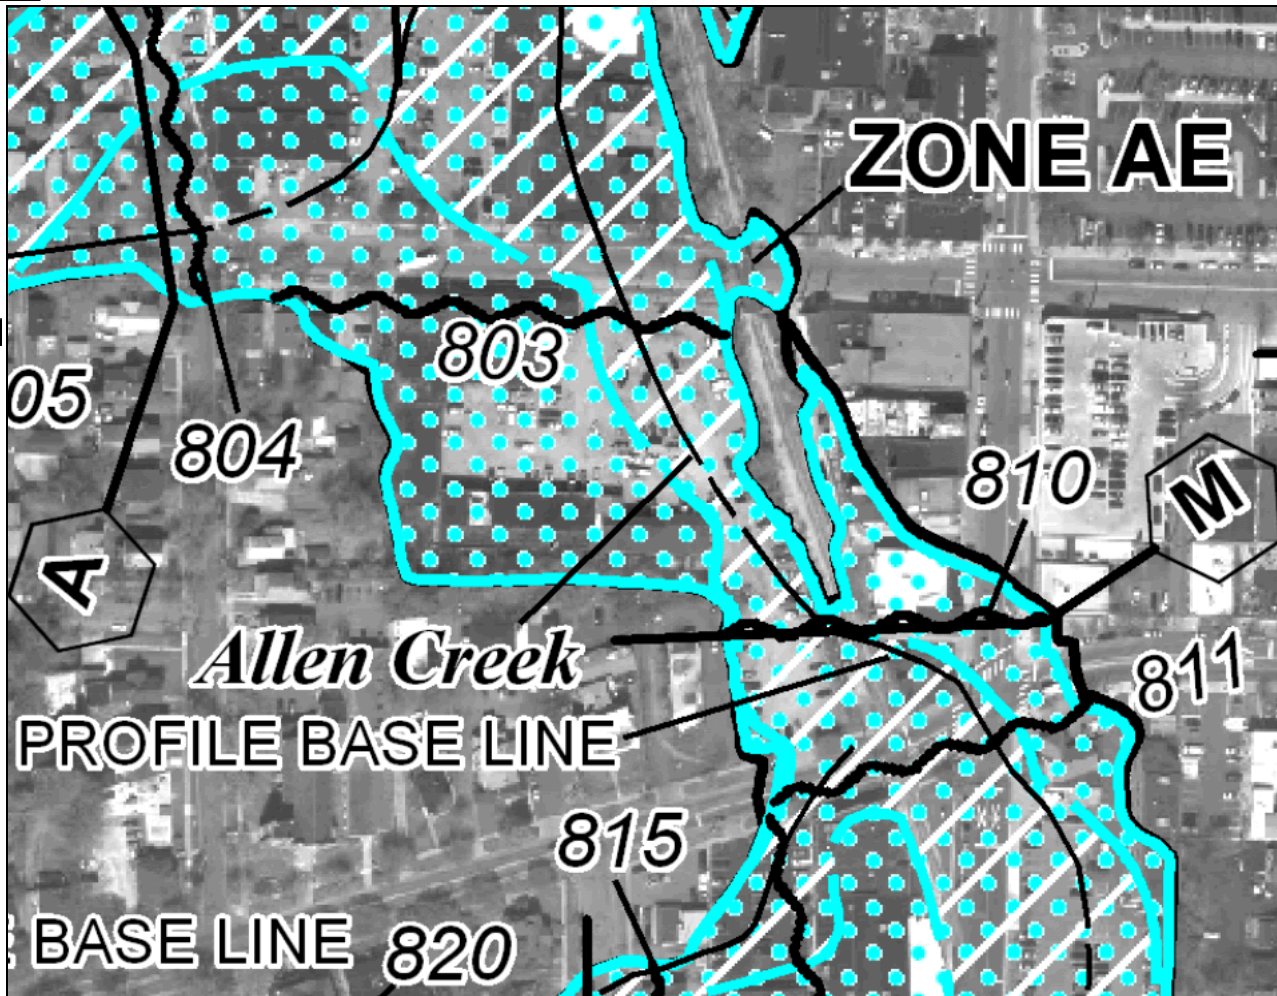 ZONE AE
803
05
804
810
M
A
Allen Creek
811
PROFILE BASE LINE
815
BASE LINE
820